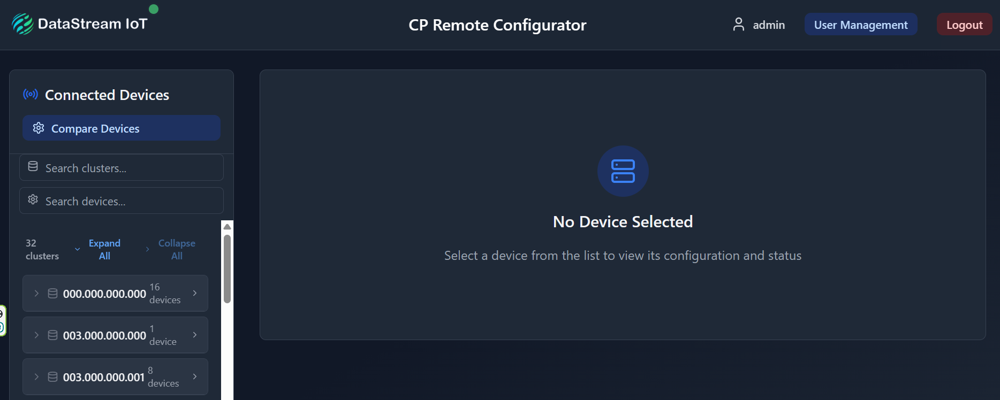 DataStream IoT
CP Remote Configurator
admin
User Management
Logout
Connected Devices
Compare Devices
Search clusters...
Search devices...
32
clusters
Expand
All
Collapse
All
000.000.000.000
16
devices
003.000.000.000
1
device
003.000.000.001
8
devices
No Device Selected
Select a device from the list to view its configuration and status